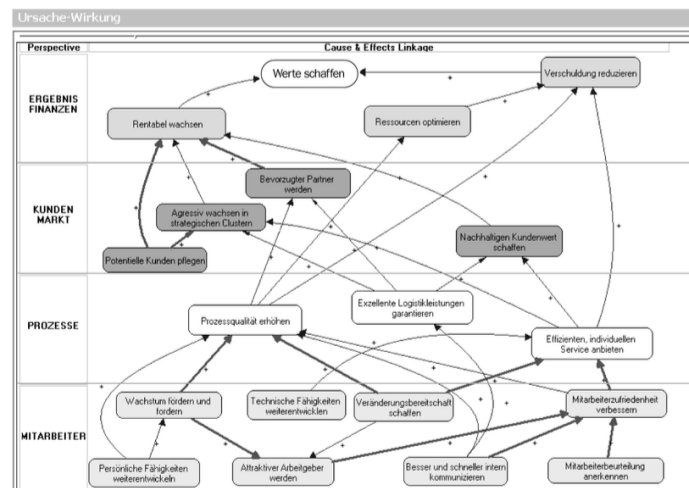 Ursache-Wirkung
Perspective
Cause & Effects Linkage
Werte schaffen
Verschuldung reduzieren
ERGEBNIS
FINANZEN
Rentabel wachsen
Ressourcen optimieren
Bevorzugter Partner
werden
KUNDEN
MARKT
Agressiv wachsen in
strategischen Clustern
Nachhaltigen Kundenwert
schaffen
Potentielle Kunden pflegen
Exzellente Logistikleistungen
garantieren
PROZESSE
Prozessqualität erhöhen
Effizienten, individuellen
Service anbieten
Wachstum fördern und
fordern
Technische Fähigkeiten
weiterentwicklen
Veränderungsbereitschaft
schaffen
Mitarbeiterzufriedenheit
verbessern
MITARBEITER
Persönliche Fähigkeiten
weiterentwickeln
Attraktiver Arbeitgeber
werden
Besser und schneller intern
kommunizieren
Mitarbeiterbeurteilung
anerkennen